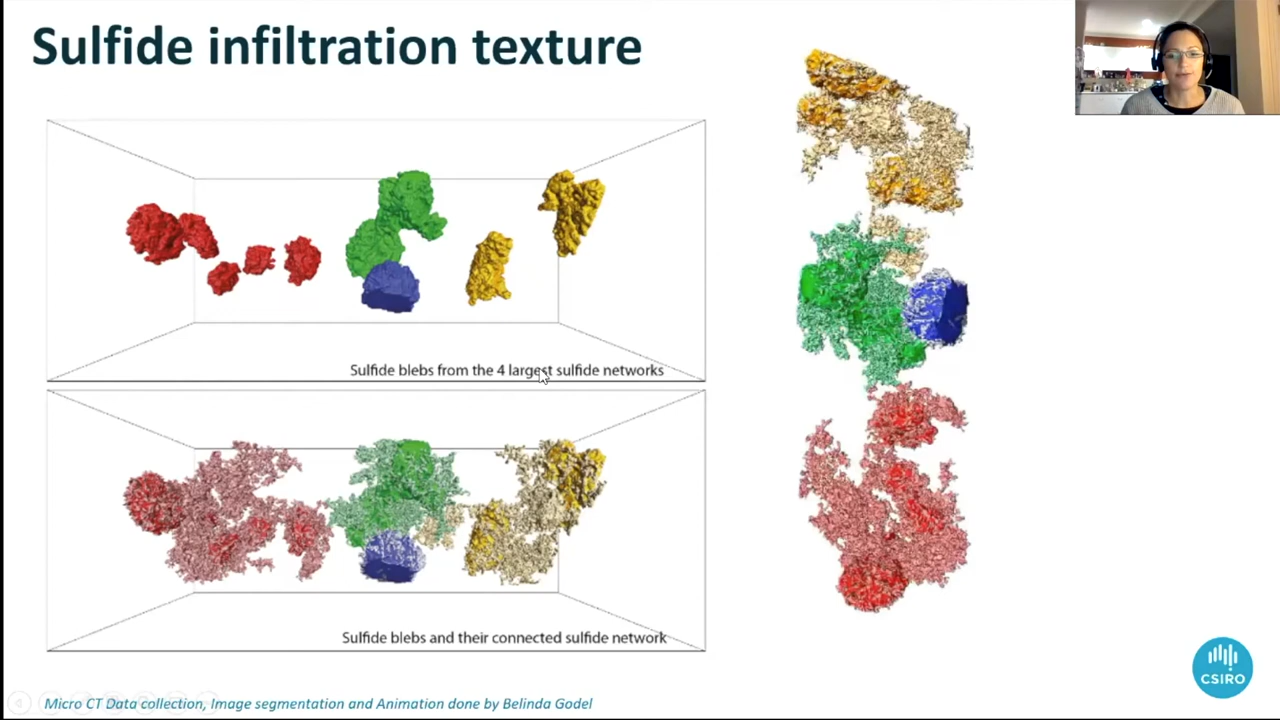 Sulfide infiltration texture
Sulfide blebs from the 4 largest sulfide networks
Sulfide blebs and their connected sulfide network
CSIRO
Micro CT Data collection, Image segmentation and Animation done by Belinda Godel